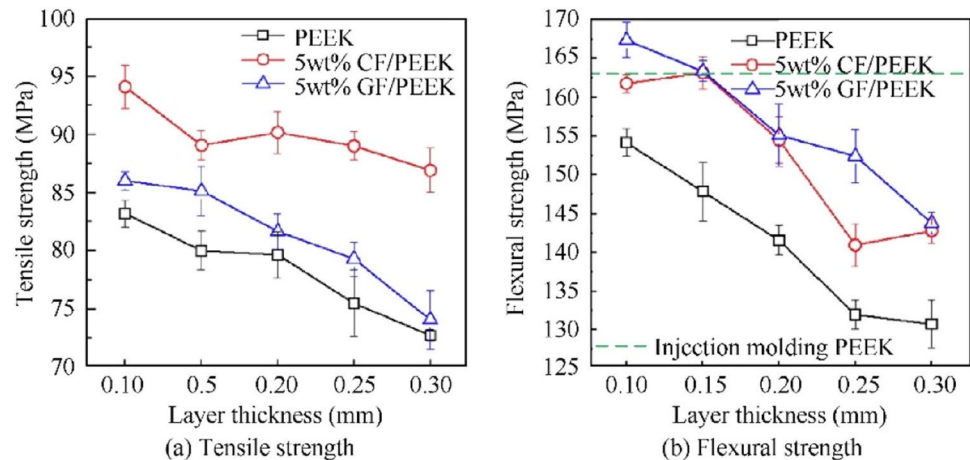 100
95
90
85
80
75
70
Tensile strength (MPa)
PEEK
5wt% CF/PEEK
5wt% GF/PEEK
0.10 0.5 0.20 0.25 0.30
Layer thickness (mm)
(a) Tensile strength
170
165
163
160
155
150
145
140
135
130
125
Flexural strength (MPa)
PEEK
5wt% CF/PEEK
5wt% GF/PEEK
Injection molding PEEK
0.10 0.15 0.20 0.25 0.30
Layer thickness (mm)
(b) Flexural strength